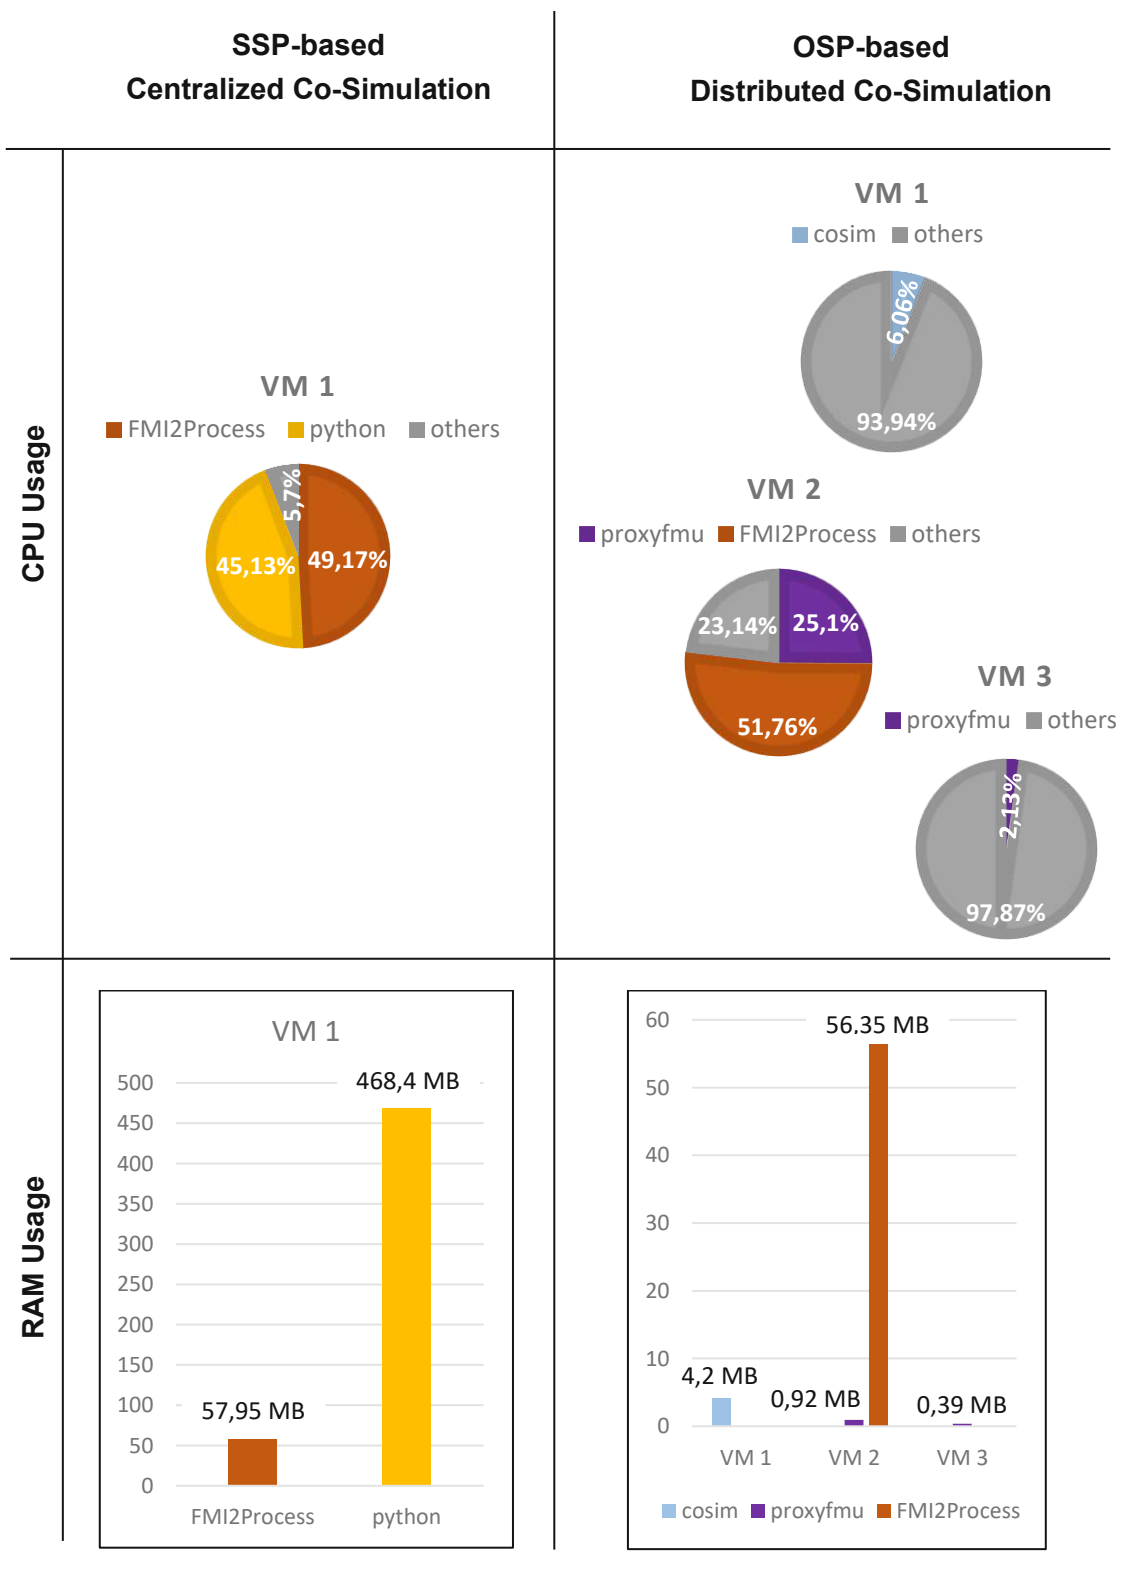 SSP-based
Centralized Co-Simulation
OSP-based
Distributed Co-Simulation
CPU Usage
VM 1
FMI2Process python others
5,7%
45,13%
49,17%
VM 1
cosim others
6,06%
93,94%
VM 2
proxyfmu FMI2Process others
23,14%
25,1%
51,76%
VM 3
proxyfmu others
2,13%
97,87%
RAM Usage
VM 1
500
450
400
350
300
250
200
150
100
50
0
468,4 MB
57,95 MB
FMI2Process python
60
50
40
30
20
10
0
56,35 MB
4,2 MB
0,92 MB
0,39 MB
VM 1 VM 2 VM 3
cosim proxyfmu FMI2Process